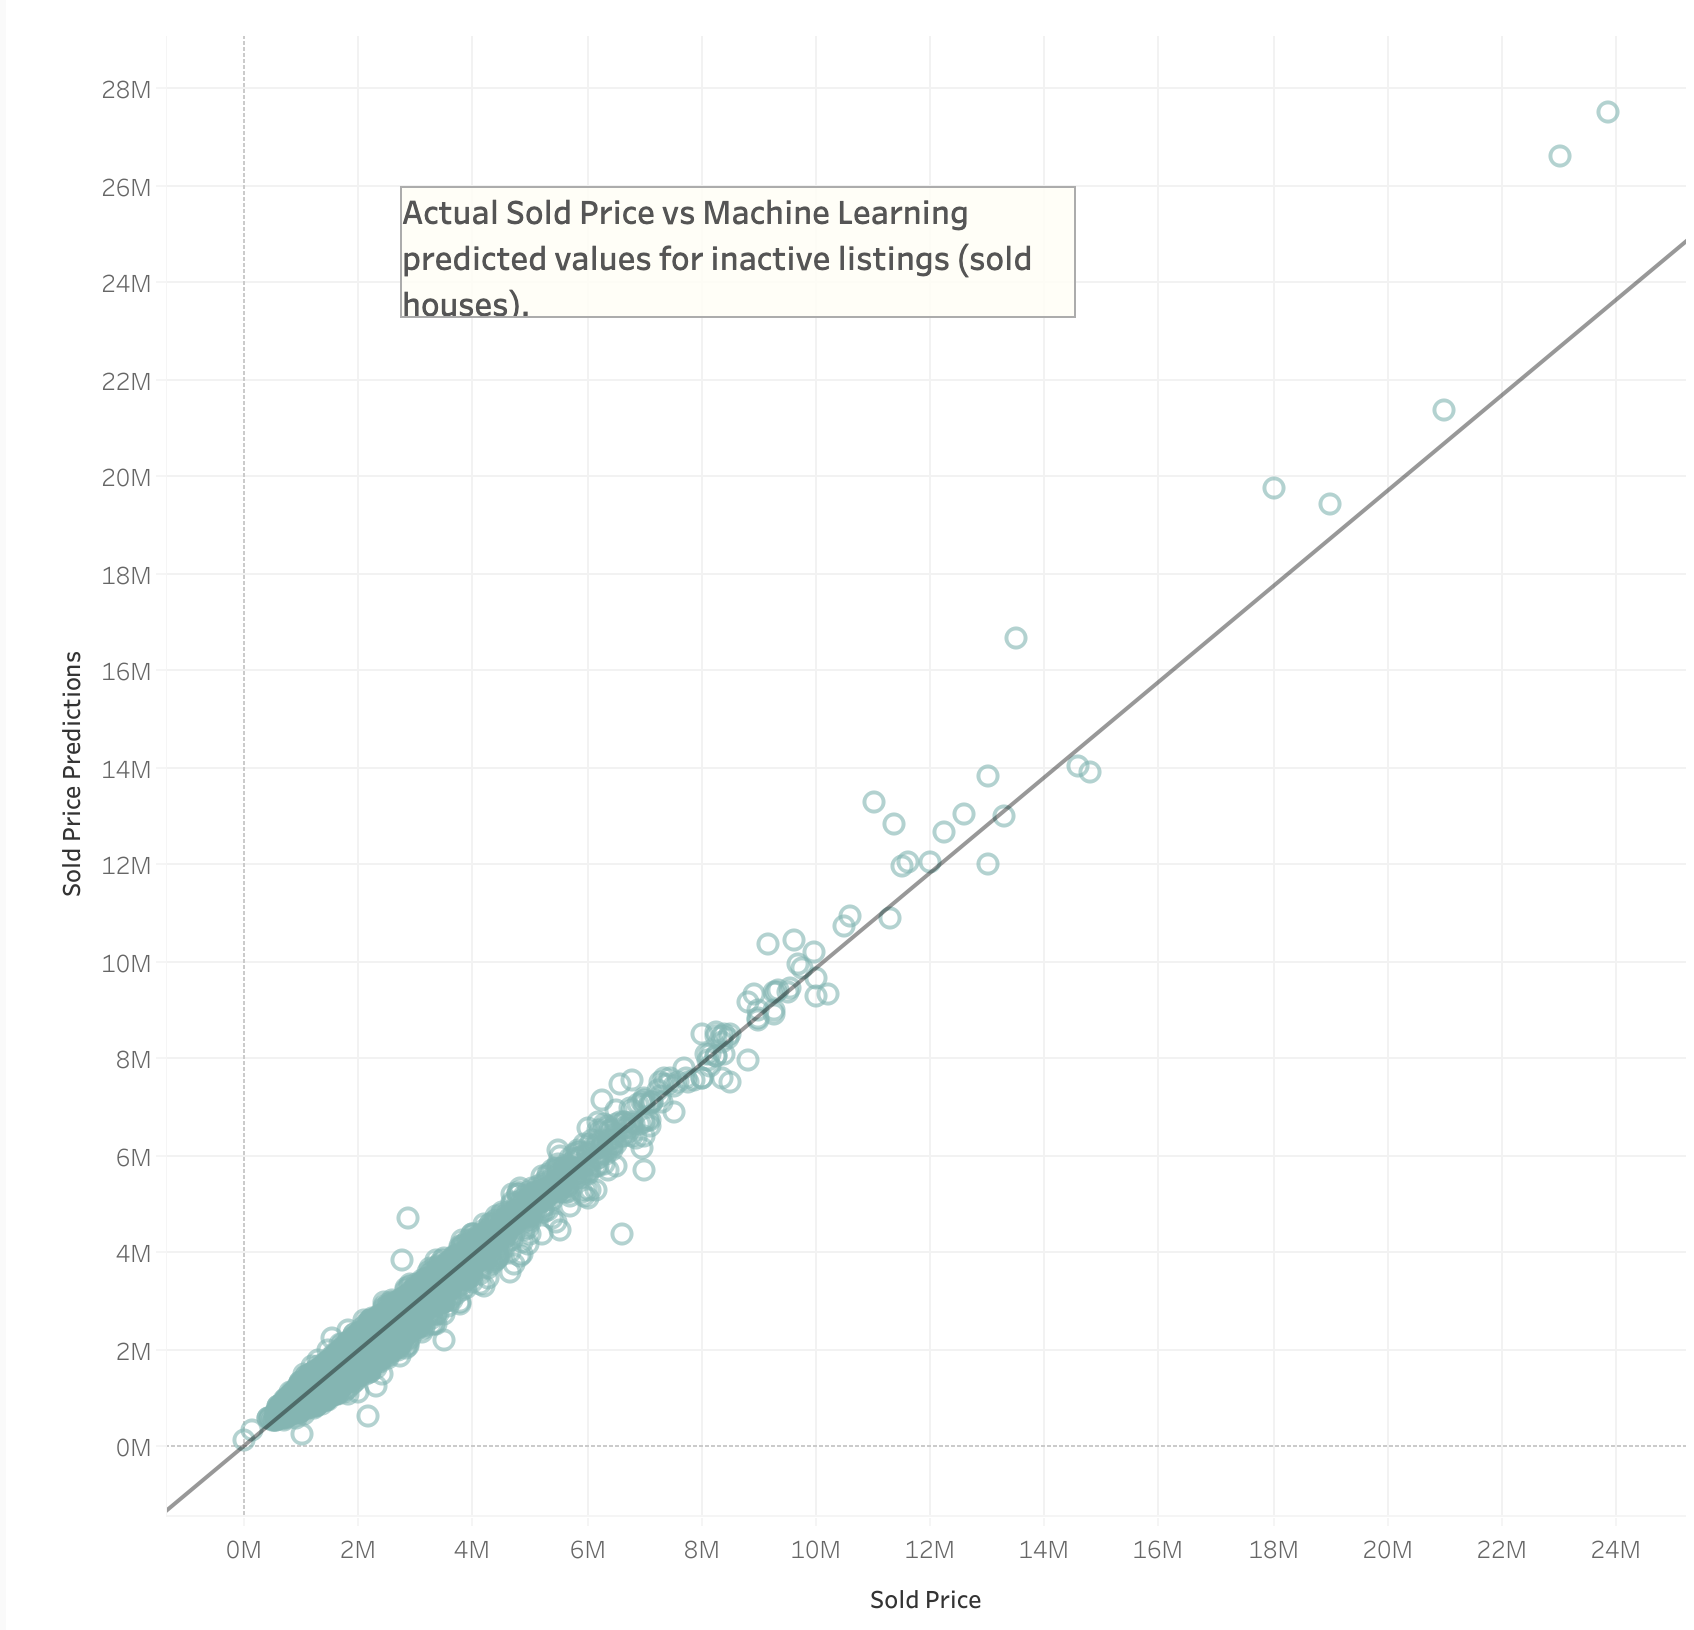 28M
26M
Actual Sold Price vs Machine Learning
predicted values for inactive listings (sold
houses).
24M
22M
20M
18M
16M
14M
12M
10M
8M
6M
4M
2M
0M
Sold Price Predictions
0M 2M 4M 6M 8M 10M 12M 14M 16M 18M 20M 22M 24M
Sold Price